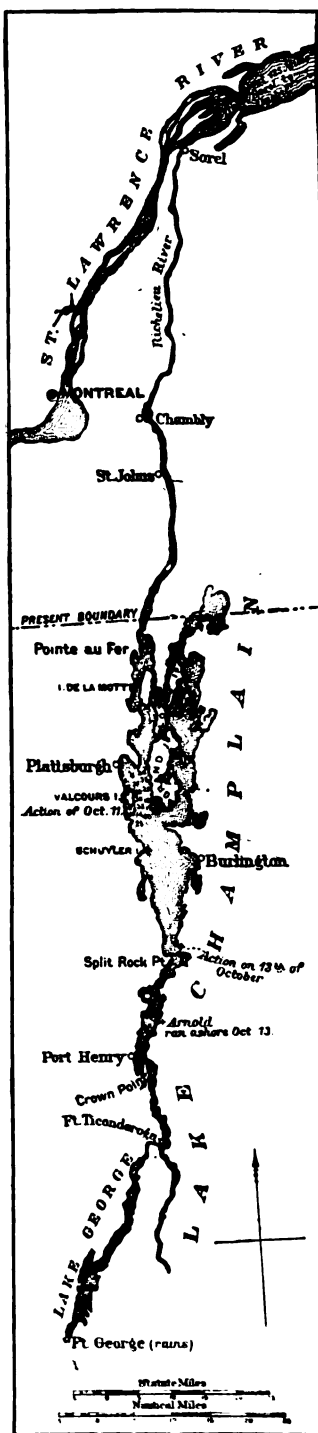 ST. LAWRENCE RIVER
Sorel
Richelieu River
MONTREAL
Chambly
St. Johns
PRESENT BOUNDARY
Pointe au Fer
I. DE LA MOTT
Plattsburgh
VALCOURS I.
Action of Oct. 11.
SCHUYLER I.
Burlington
LAKE CHAMPLAIN
Split Rock Pt.
Action on 13th of
October
Arnold
ran ashore Oct 13.
Port Henry
Crown Point
Ft. Ticonderoga
LAKE GEORGE
Ft. George (ruins)
Statute Miles
Nautical Miles